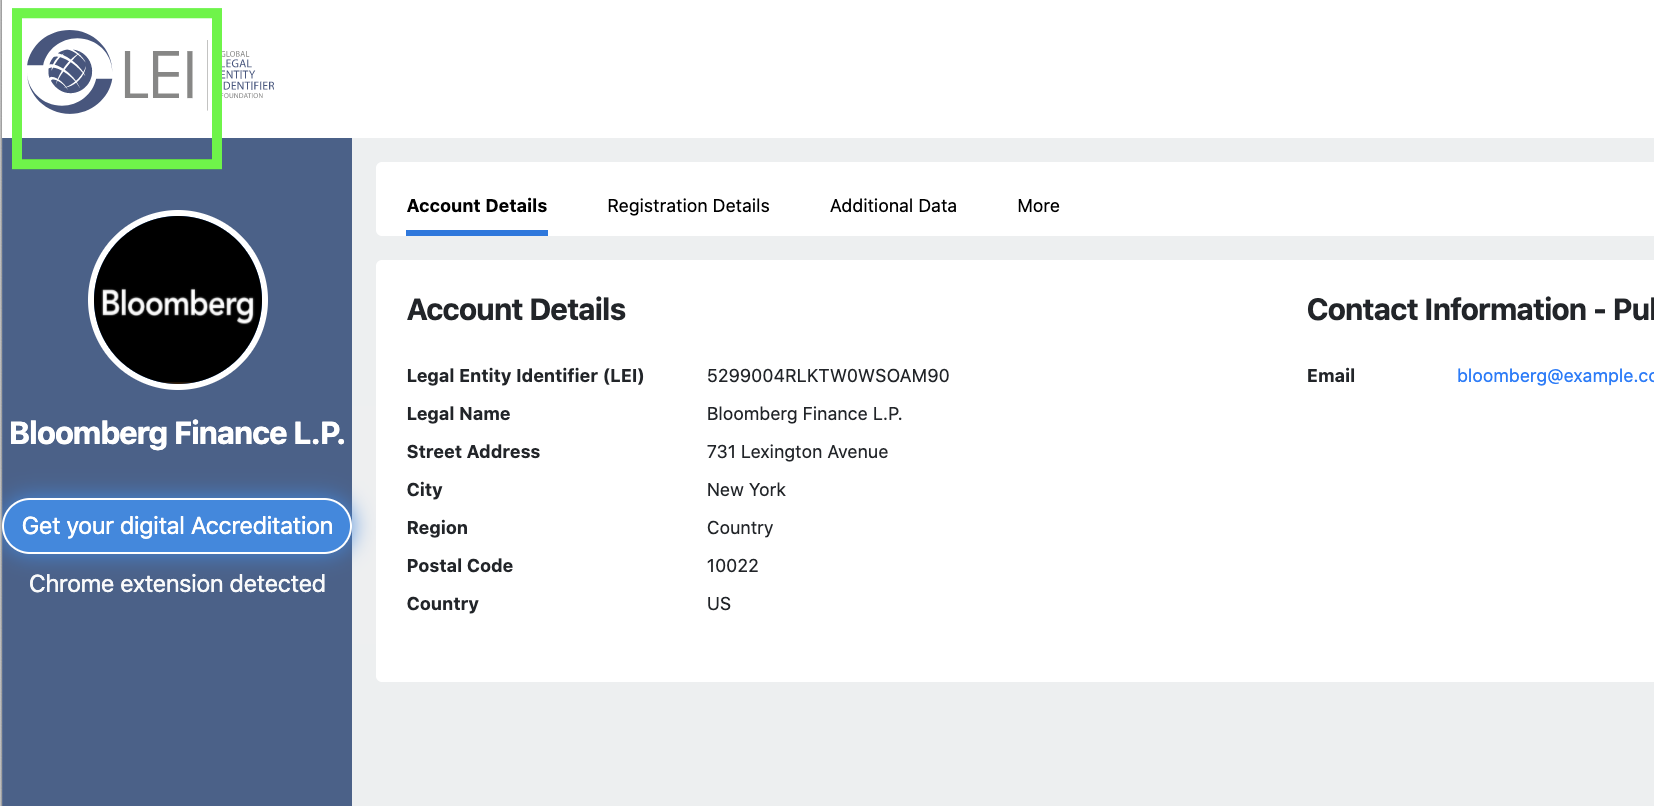 LEI
GLOBAL
LEGAL
ENTITY
IDENTIFIER
FOUNDATION
Bloomberg
Bloomberg Finance L.P.
Get your digital Accreditation
Chrome extension detected
Account Details Registration Details Additional Data More
Account Details
Legal Entity Identifier (LEI) 5299004RLKTW0WSOAM90
Legal Name Bloomberg Finance L.P.
Street Address 731 Lexington Avenue
City New York
Region Country
Postal Code 10022
Country US
Contact Information - Pu
Email bloomberg@example.co